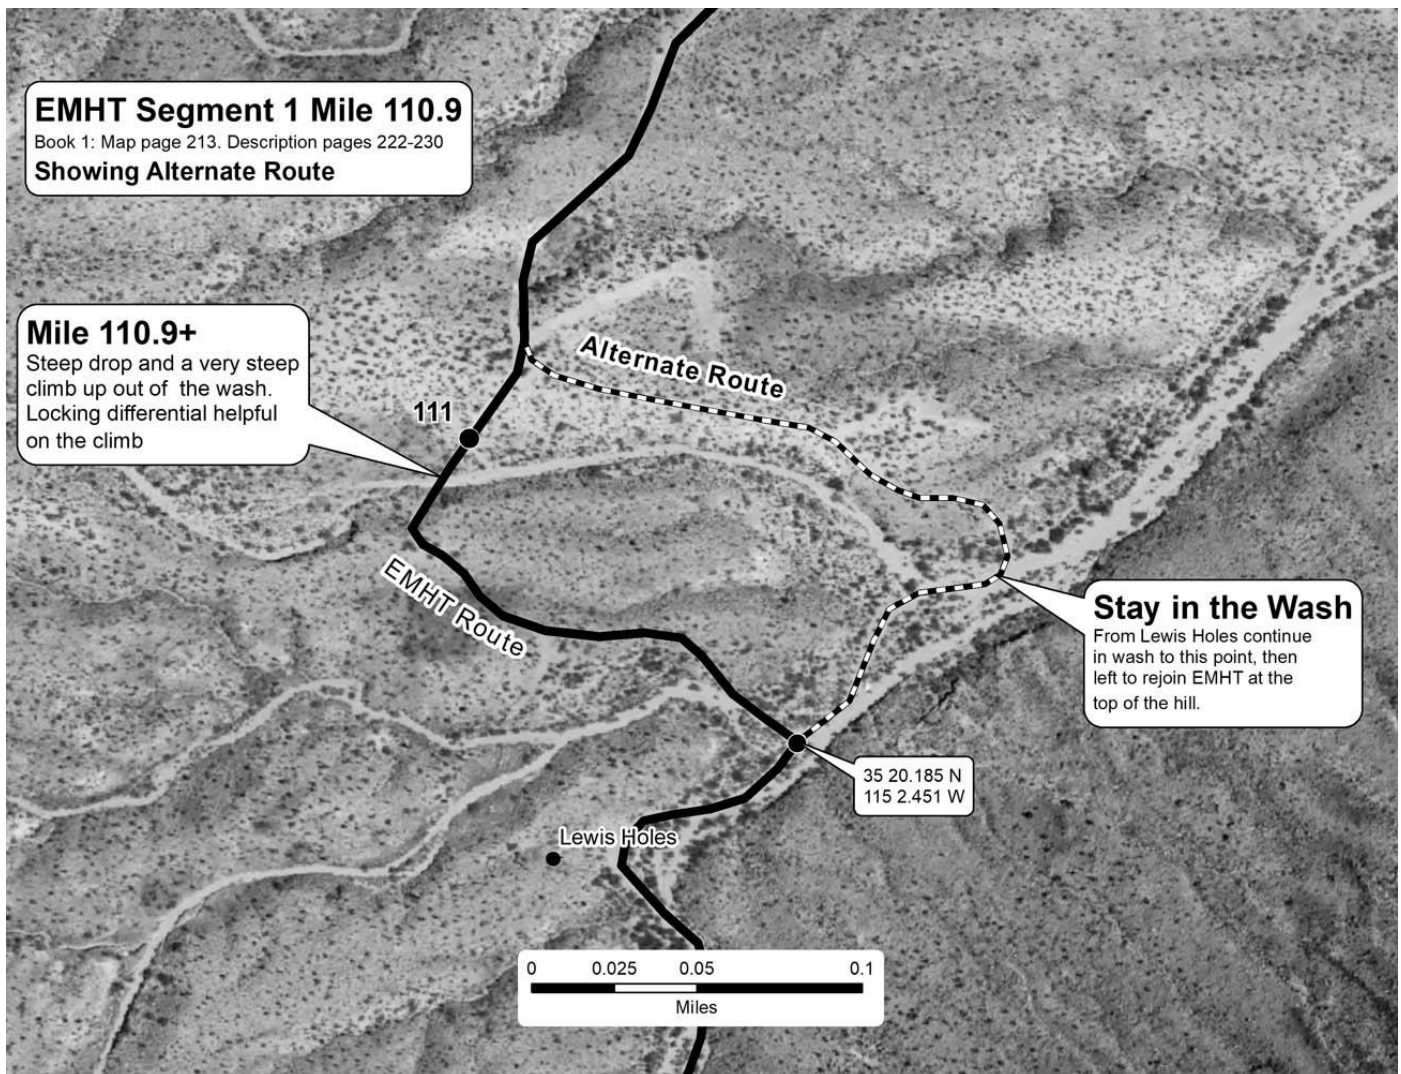 EMHT Segment 1 Mile 110.9
Book 1: Map page 213. Description pages 222-230
Showing Alternate Route
Mile 110.9+
Steep drop and a very steep
climb up out of the wash.
Locking differential helpful
on the climb
Alternate Route
111
EMHT Route
Stay in the Wash
From Lewis Holes continue
in wash to this point, then
left to rejoin EMHT at the
top of the hill.
35 20.185 N
115 2.451 W
Lewis Holes
0 0.025 0.05 0.1
Miles